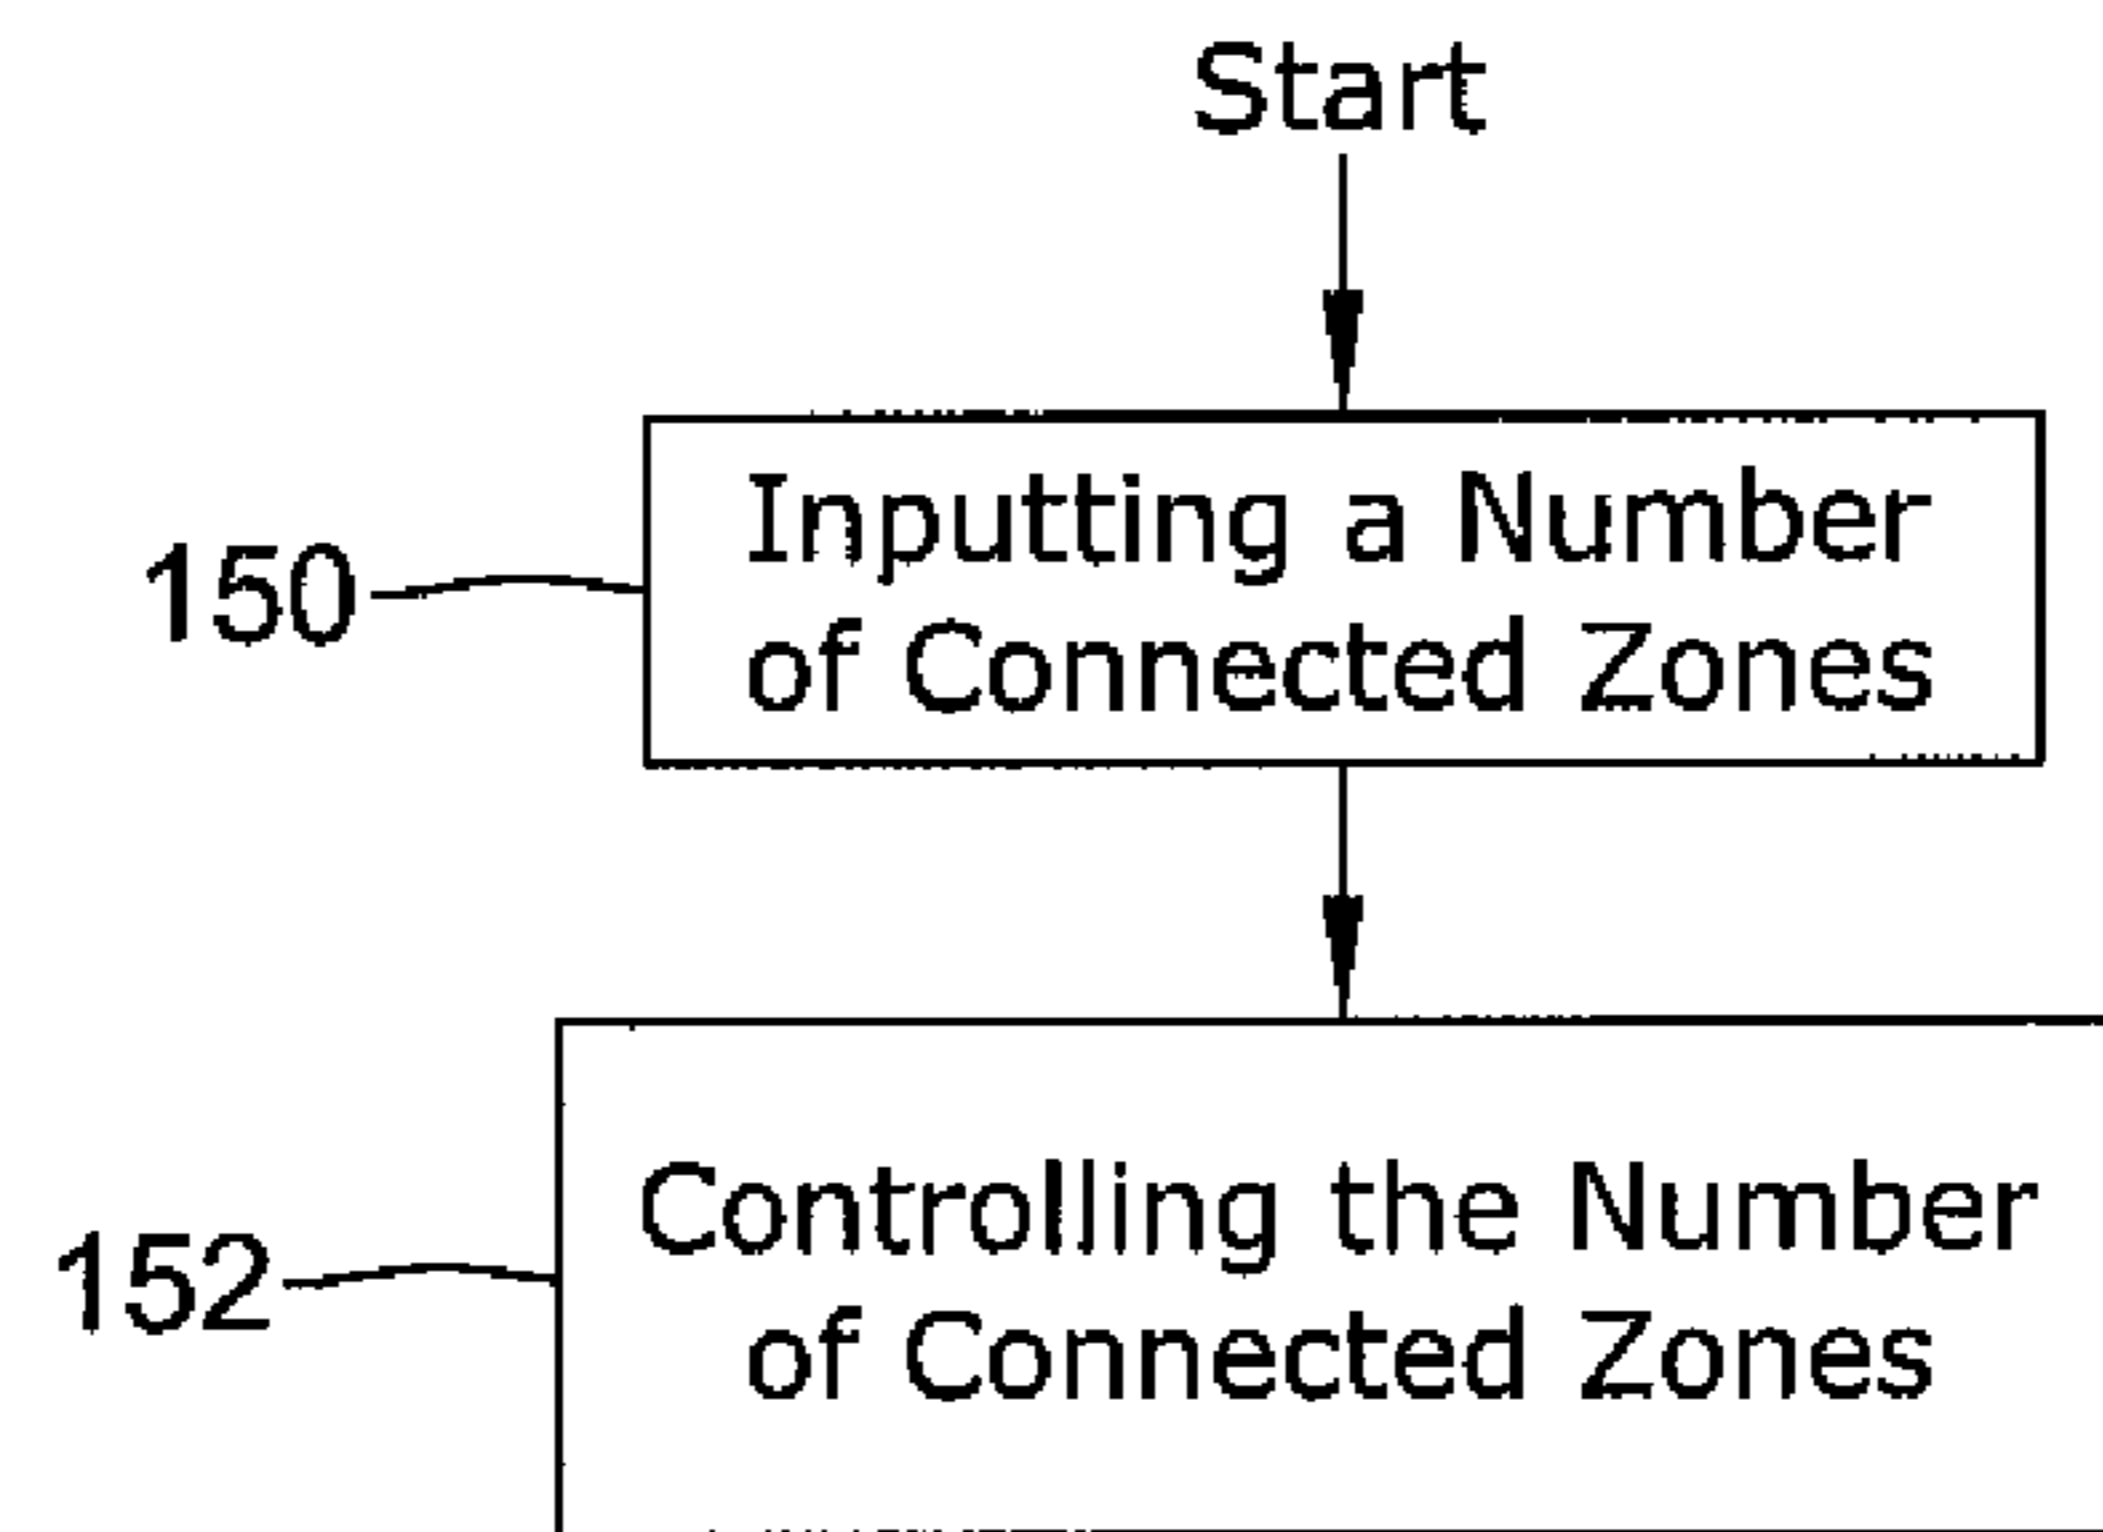 Start
150
Inputting a Number
of Connected Zones
152
Controlling the Number
of Connected Zones